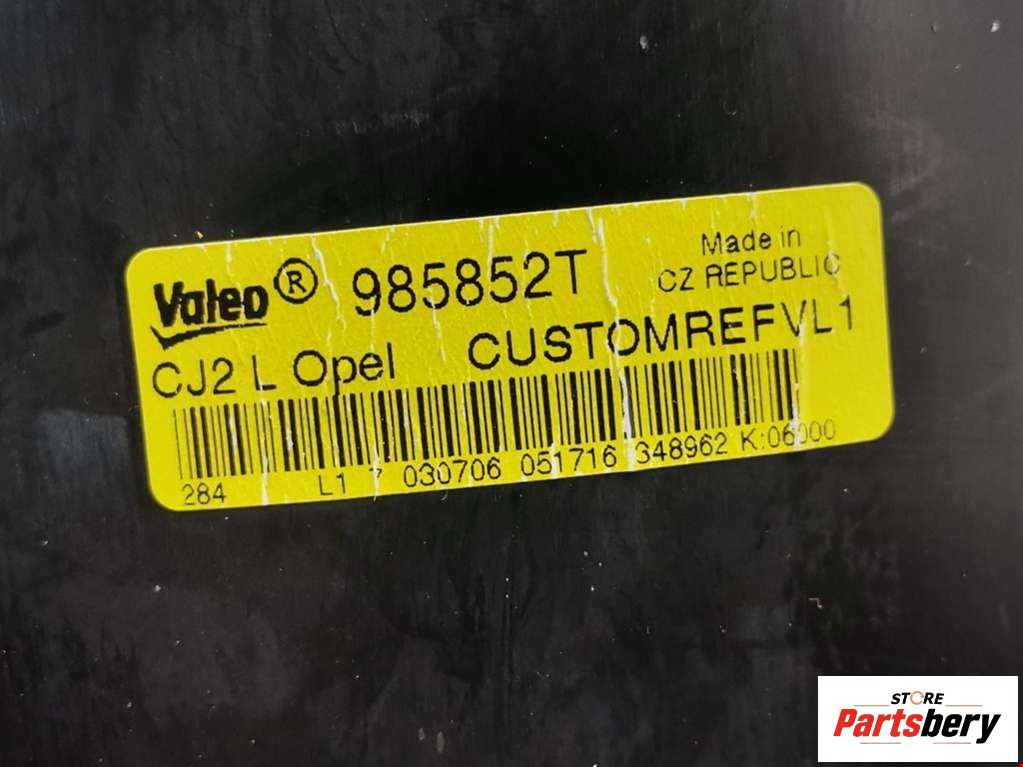 Valeo® 985852T
Made in
CZ REPUBLIC
CJ2 L Opel CUSTOMREFVL1
284 L1 7 030706 051716 348962 K:06000
STORE
Partsbery